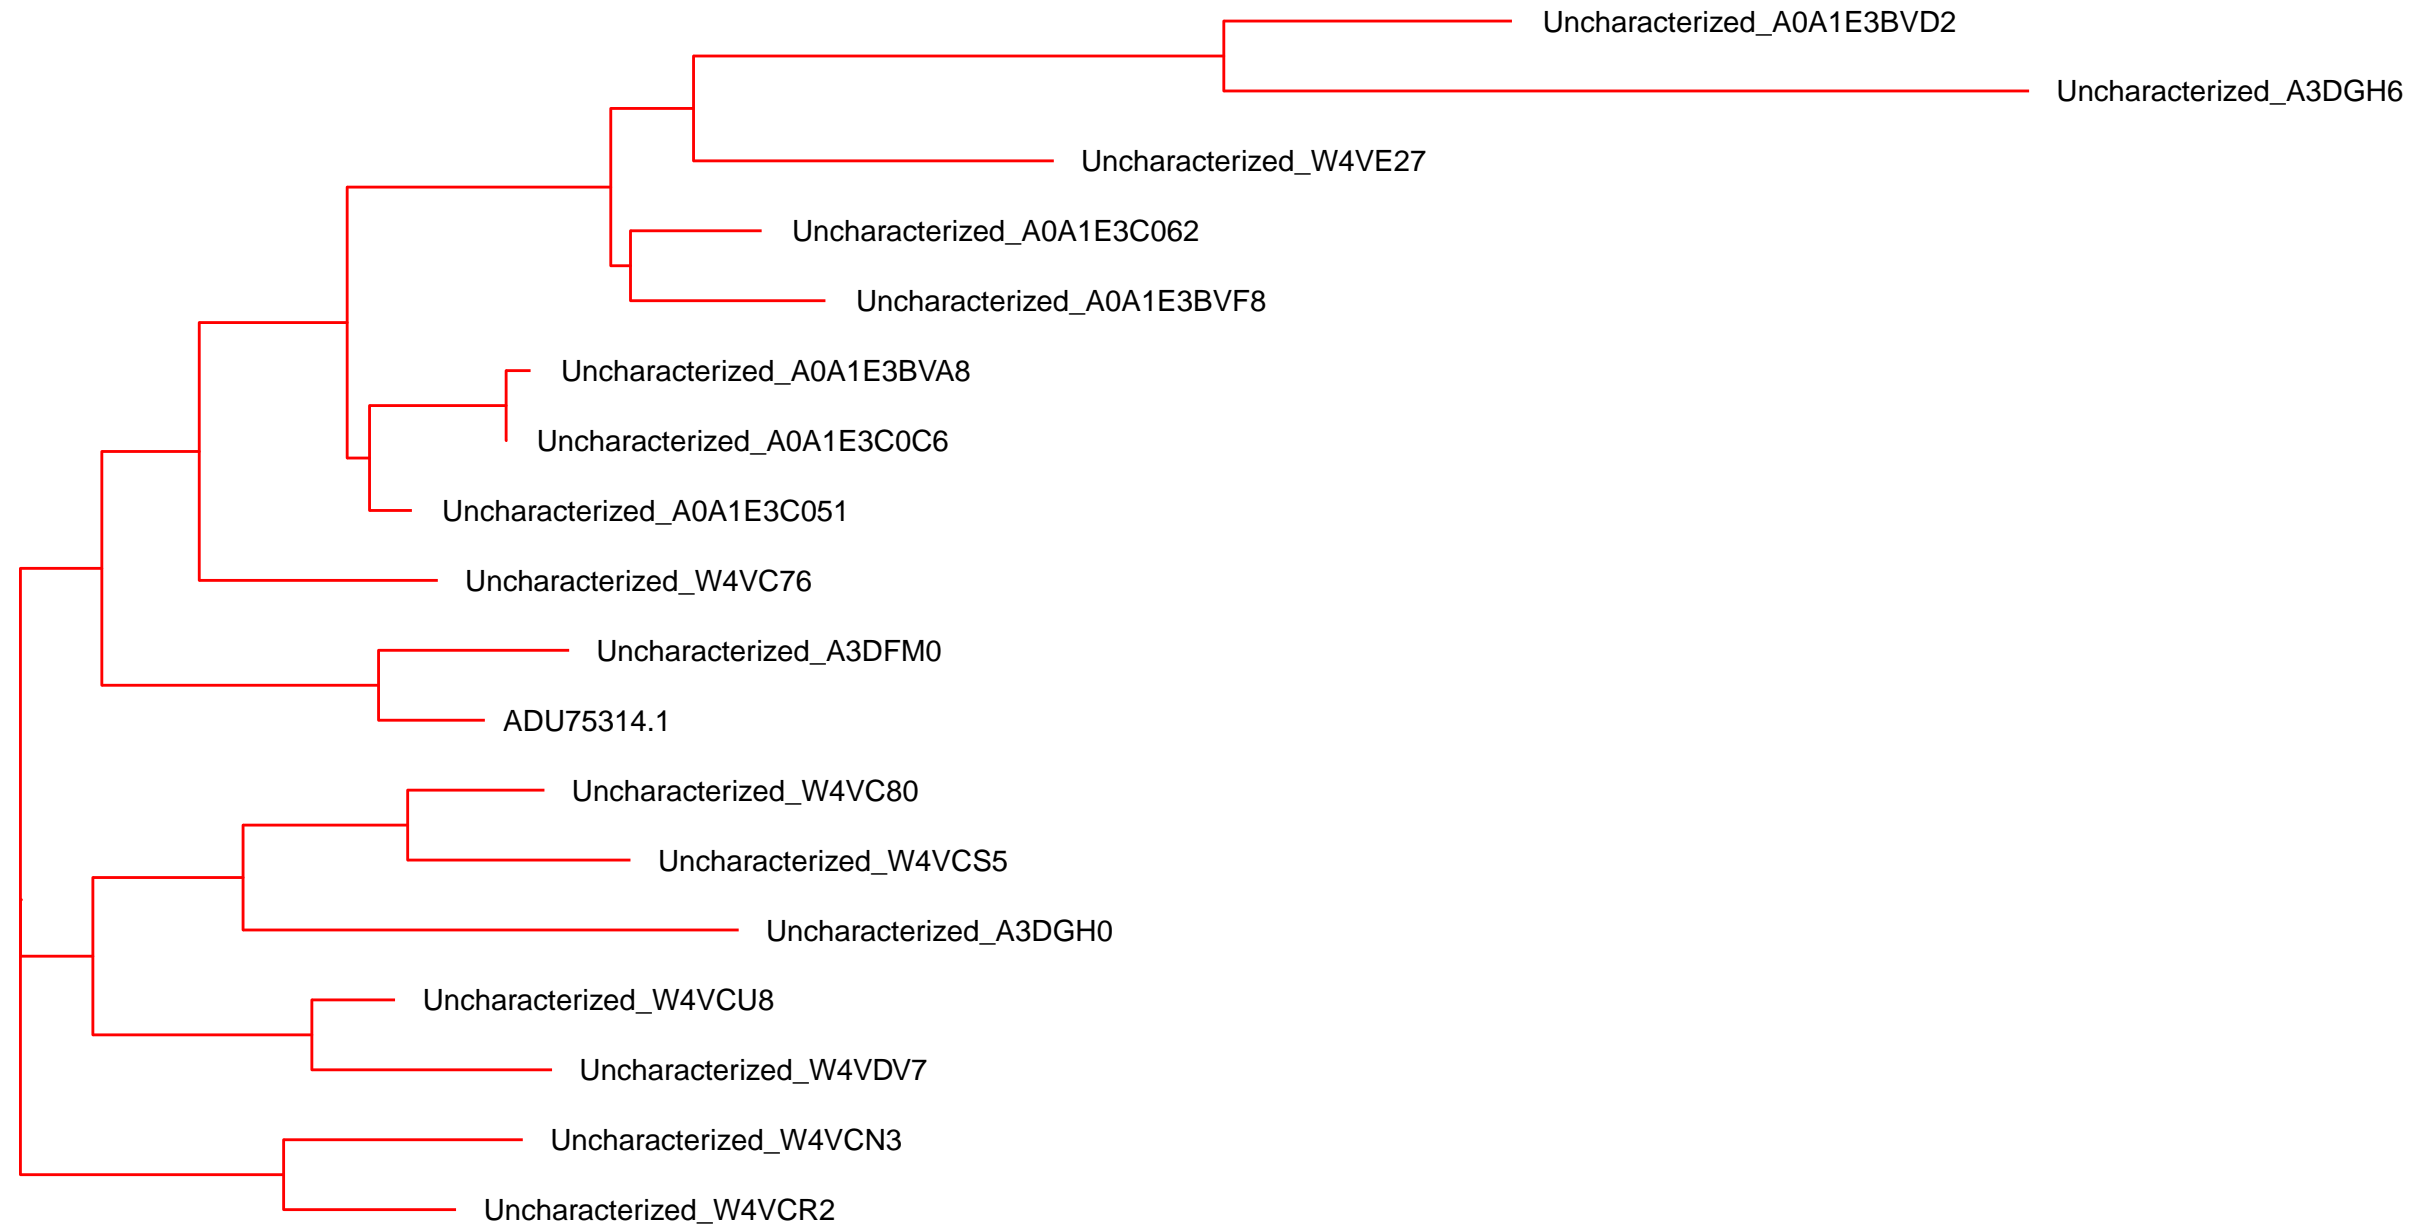 Uncharacterized_A0A1E3BVD2
Uncharacterized_A3DGH6
Uncharacterized_W4VE27
Uncharacterized_A0A1E3C062
Uncharacterized_A0A1E3BVF8
Uncharacterized_A0A1E3BVA8
Uncharacterized_A0A1E3C0C6
Uncharacterized_A0A1E3C051
Uncharacterized_W4VC76
Uncharacterized_A3DFM0
ADU75314.1
Uncharacterized_W4VC80
Uncharacterized_W4VCS5
Uncharacterized_A3DGH0
Uncharacterized_W4VCU8
Uncharacterized_W4VDV7
Uncharacterized_W4VCN3
Uncharacterized_W4VCR2